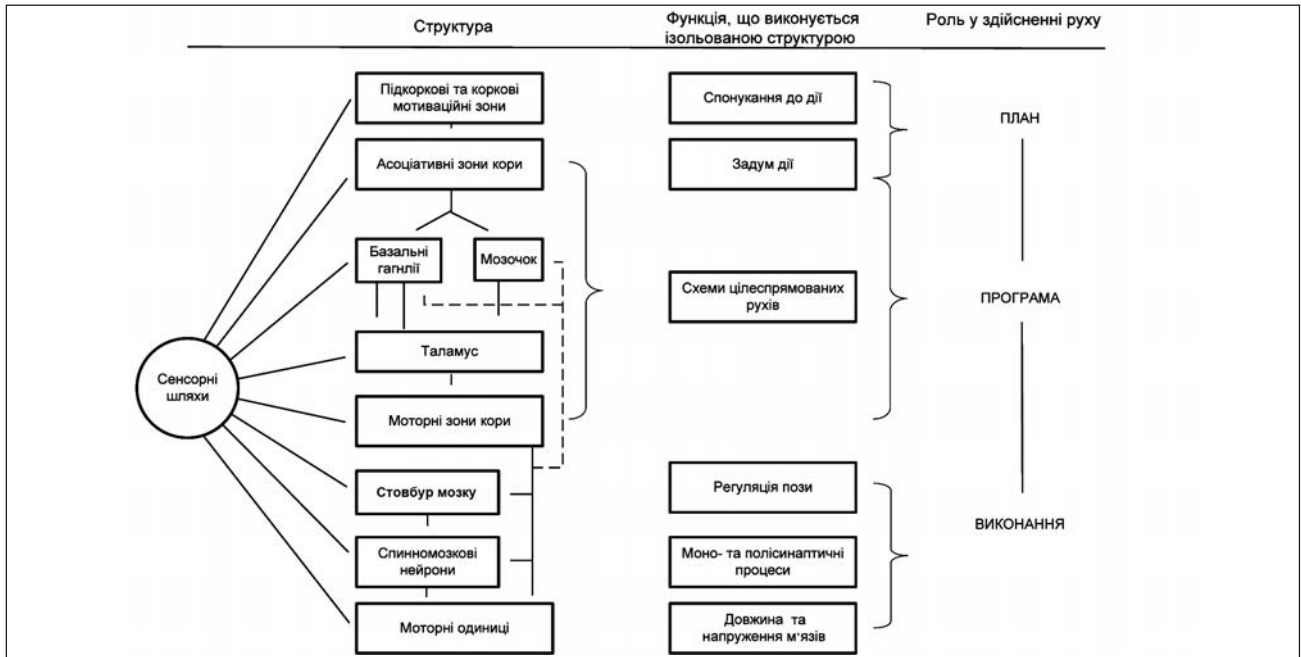 Структура
Функція, що виконується
ізольованою структурою
Роль у здійсненні руху
Підкоркові та коркові
мотиваційні зони
Спонукання до дії
ПЛАН
Асоціативні зони кори
Задум дії
Базальні
гагнлії
Мозочок
Схеми цілеспрямованих
рухів
ПРОГРАМА
Таламус
Сенсорні
шляхи
Моторні зони кори
Стовбур мозку
Регуляція пози
ВИКОНАННЯ
Спинномозкові
нейрони
Моно- та полісинаптичні
процеси
Моторні одиниці
Довжина та
напруження м'язів